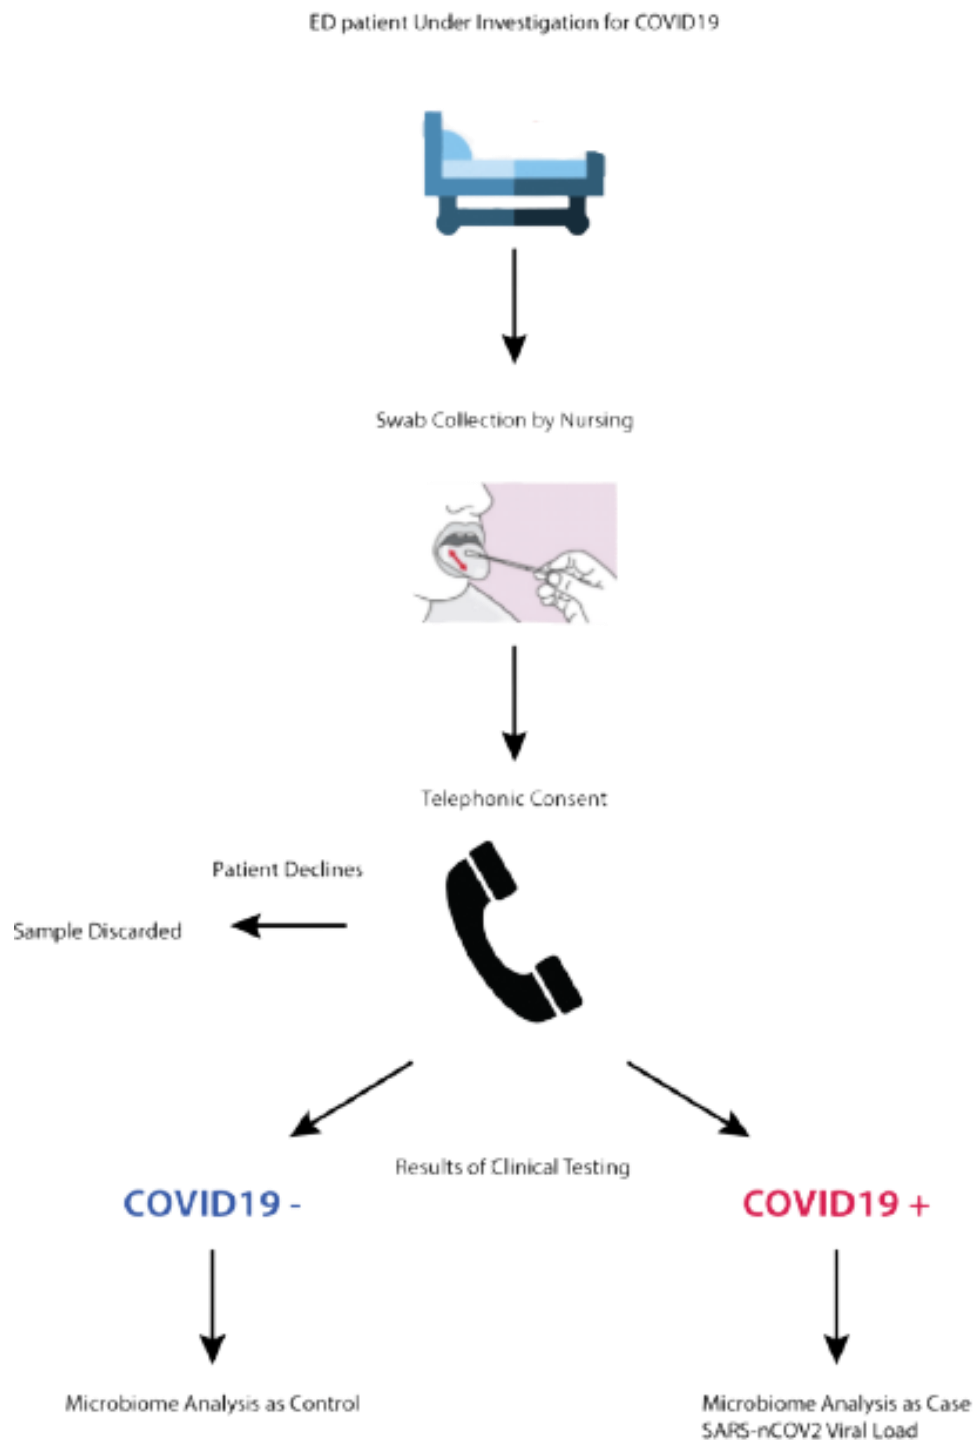 ED patient Under Investigation for COVID19
Swab Collection by Nursing
Telephonic Consent
Patient Declines
Sample Discarded
Results of Clinical Testing
COVID19 -
COVID19 +
Microbiome Analysis as Control
Microbiome Analysis as Case
SARS-nCOV2 Viral Load